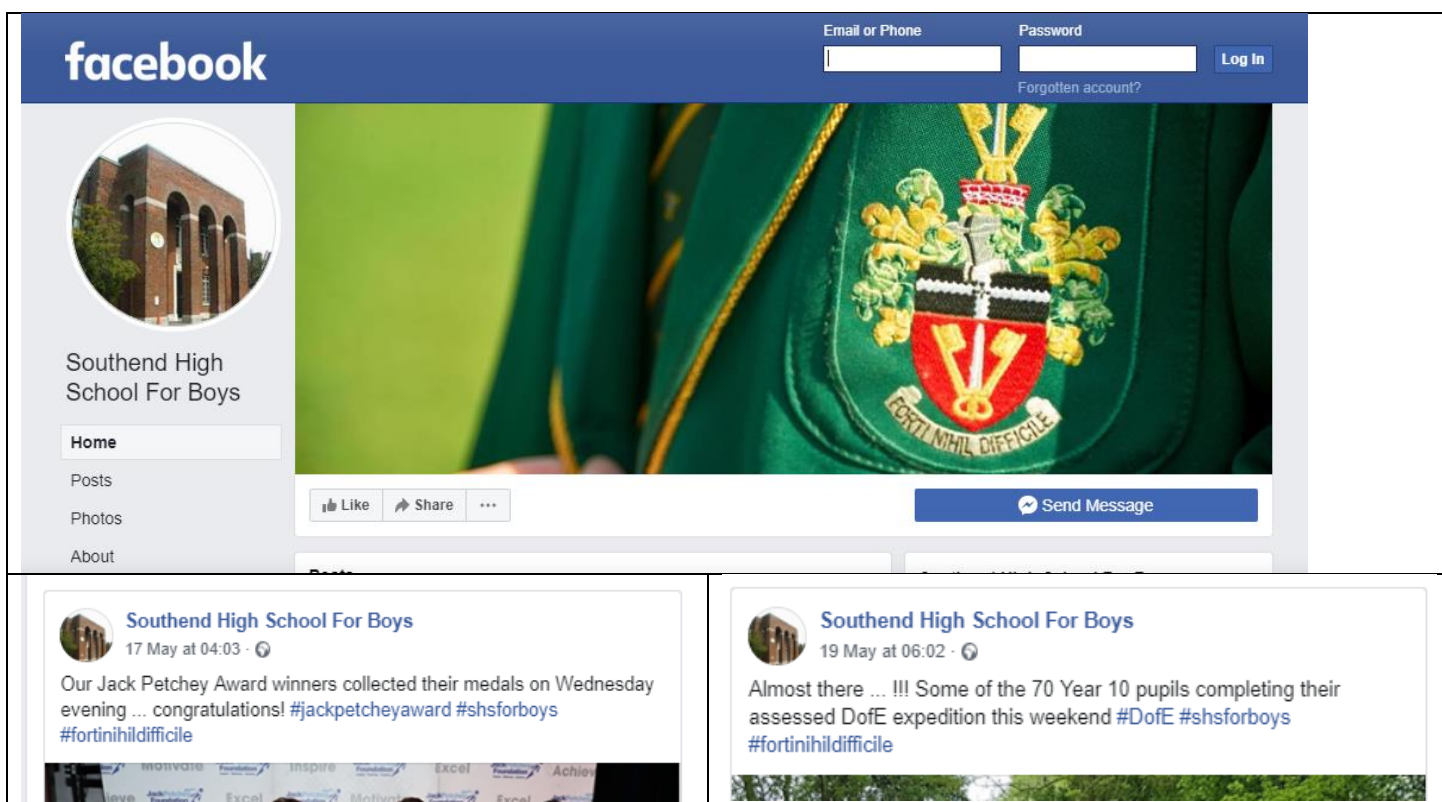 facebook
Email or Phone
Password
Log In
Forgotten account?
FORTI NIHIL DIFFICILE
Southend High
School For Boys
Home
Posts
Photos
About
Like
Share
Send Message
Southend High School For Boys
17 May at 04:03
Our Jack Petchey Award winners collected their medals on Wednesday
evening ... congratulations! #jackpetcheyaward #shsforboys
#fortinihildifficile
Motivate Foundation Inspire Foundation Excel Foundation Achiev
Southend High School For Boys
19 May at 06:02
Almost there ... !!! Some of the 70 Year 10 pupils completing their
assessed DofE expedition this weekend #DofE #shsforboys
#fortinihildifficile